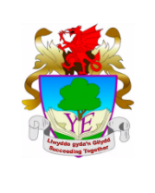 YE
Llwyddo gyda'n Gilydd
Succeeding Together